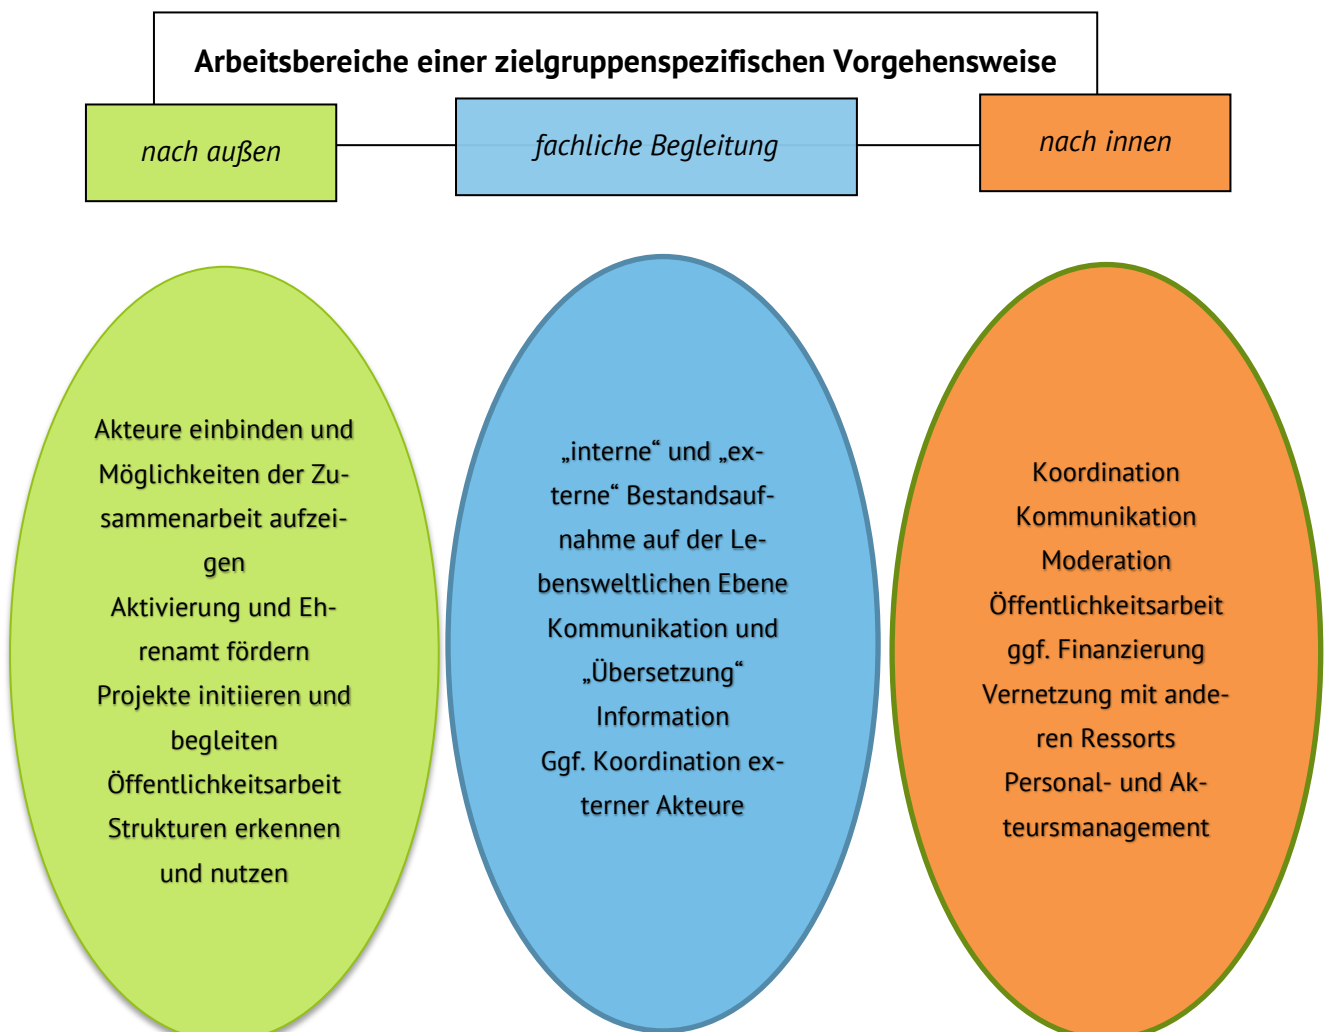 Arbeitsbereiche einer zielgruppenspezifischen Vorgehensweise
nach außen
fachliche Begleitung
nach innen
Akteure einbinden und
Möglichkeiten der Zu-
sammenarbeit aufzei-
gen
Aktivierung und Eh-
renamt fördern
Projekte initiieren und
begleiten
Öffentlichkeitsarbeit
Strukturen erkennen
und nutzen
„interne“ und „ex-
terne“ Bestandsauf-
nahme auf der Le-
bensweltlichen Ebene
Kommunikation und
„Übersetzung“
Information
Ggf. Koordination ex-
terner Akteure
Koordination
Kommunikation
Moderation
Öffentlichkeitsarbeit
ggf. Finanzierung
Vernetzung mit ande-
ren Ressorts
Personal- und Ak-
teursmanagement